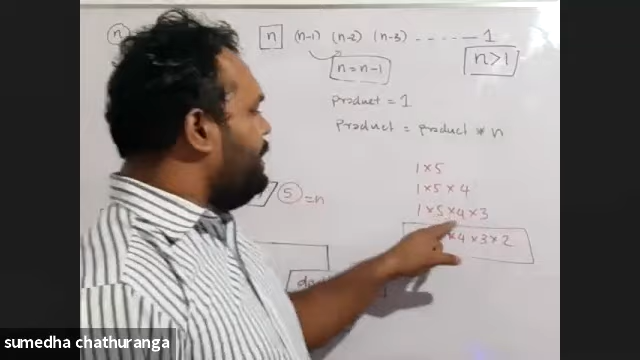 n
n (n-1) (n-2) (n-3) ------- 1
n = n-1
n>1
product = 1
product = product * n
1 × 5
1 × 5 × 4
1 × 5 × 4 × 3
× 4 × 3 × 2
5 = n
sumedha chathuranga